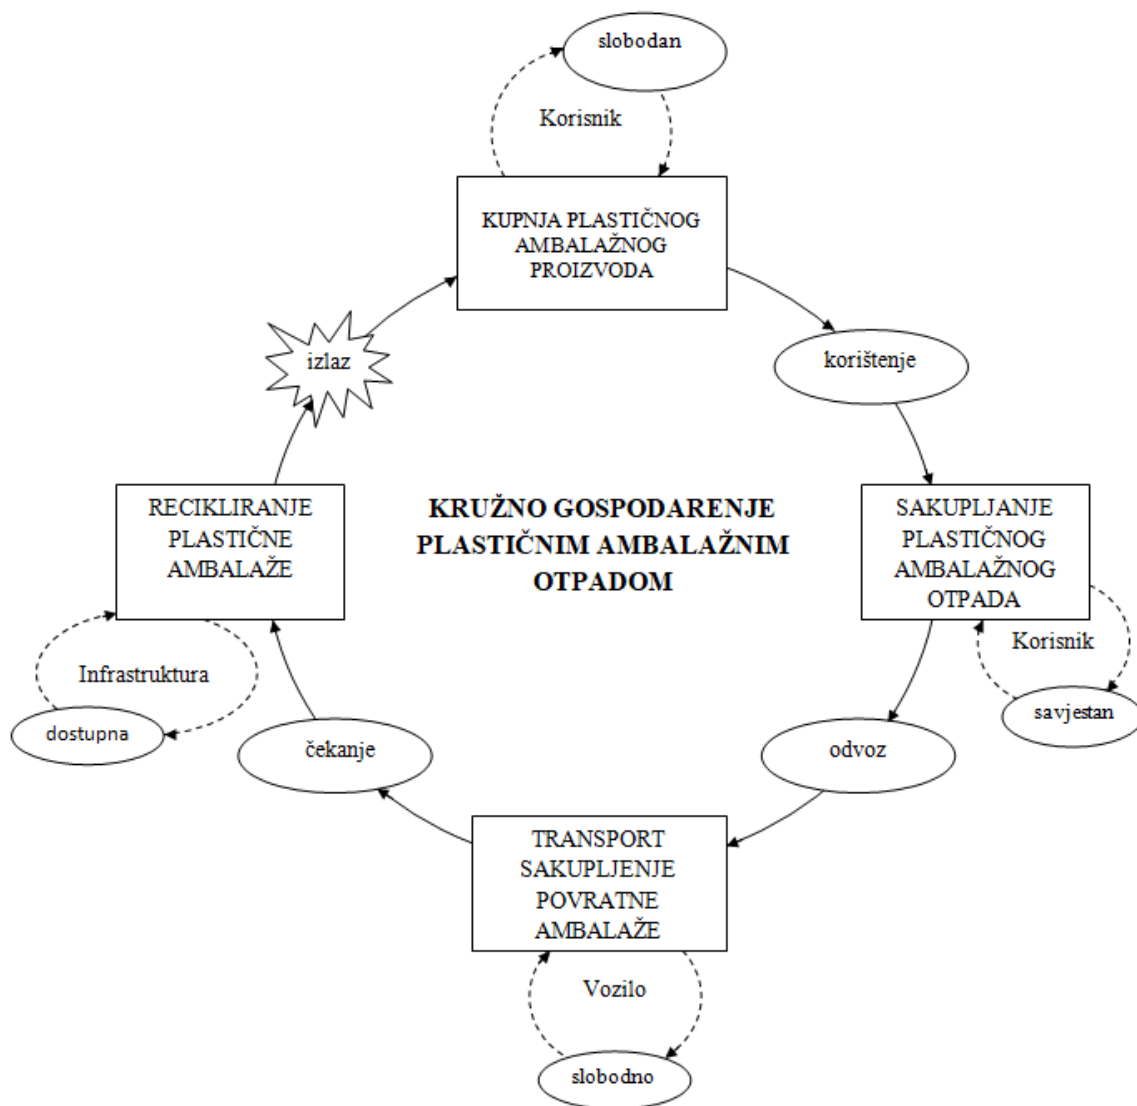 slobodan
Korisnik
KUPNJA PLASTIČNOG
AMBALAŽNOG
PROIZVODA
izlaz
korištenje
RECIKLIRANJE
PLASTIČNE
AMBALAŽE
KRUŽNO GOSPODARENJE
PLASTIČNIM AMBALAŽNIM
OTPADOM
SAKUPLJANJE
PLASTIČNOG
AMBALAŽNOG
OTPADA
Korisnik
savjestan
Infrastruktura
dostupna
čekanje
odvoz
TRANSPORT
SAKUPLJENJE
POVRATNE
AMBALAŽE
Vozilo
slobodno